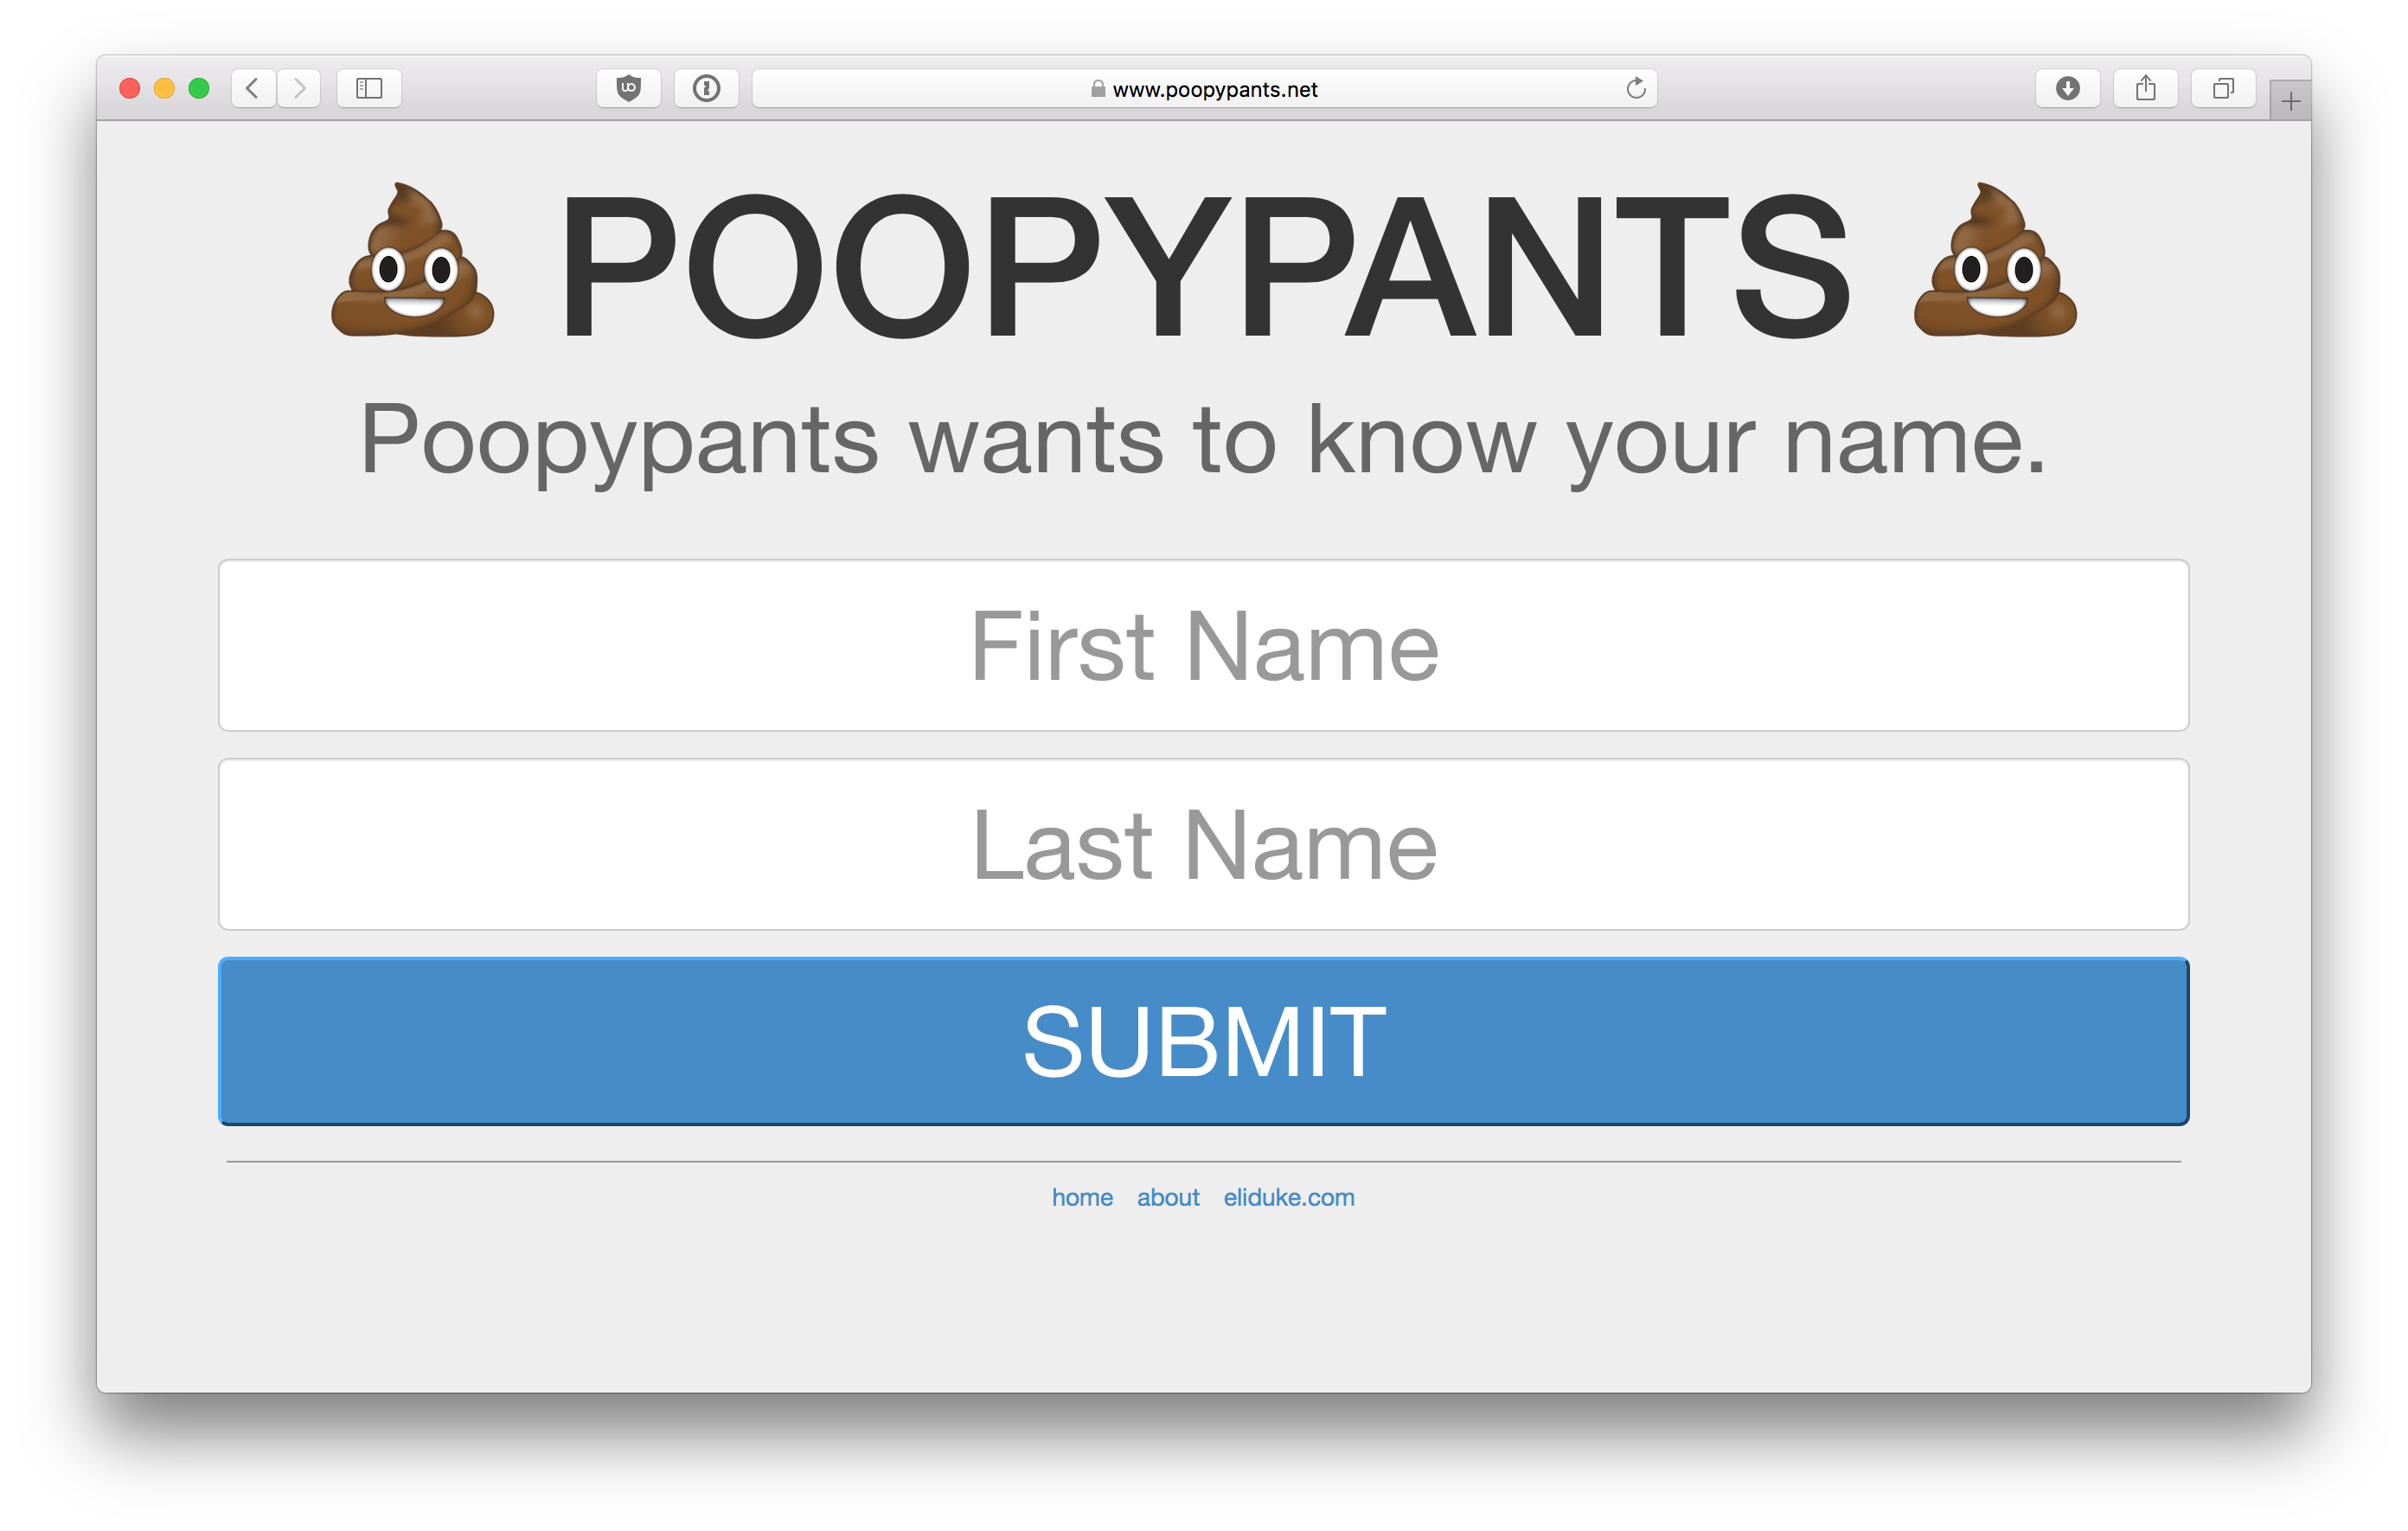 www.poopypants.net
POOPYPANTS
Poopypants wants to know your name.
First Name
Last Name
SUBMIT
home about eliduke.com